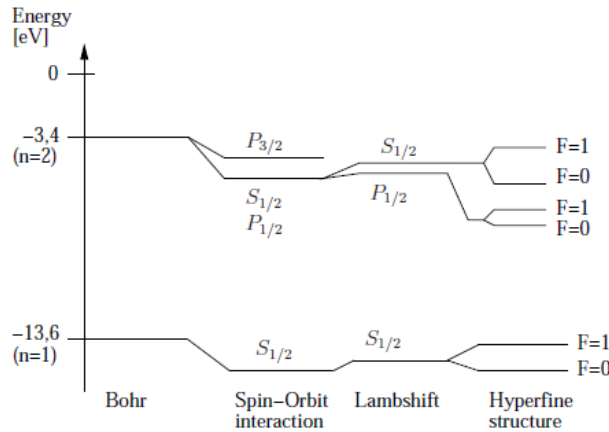 Energy
[eV]
0
−3,4
(n=2)
P3/2
S1/2
P1/2
S1/2
P1/2
F=1
F=0
F=1
F=0
−13,6
(n=1)
S1/2
S1/2
F=1
F=0
Bohr
Spin−Orbit
interaction
Lambshift
Hyperfine
structure